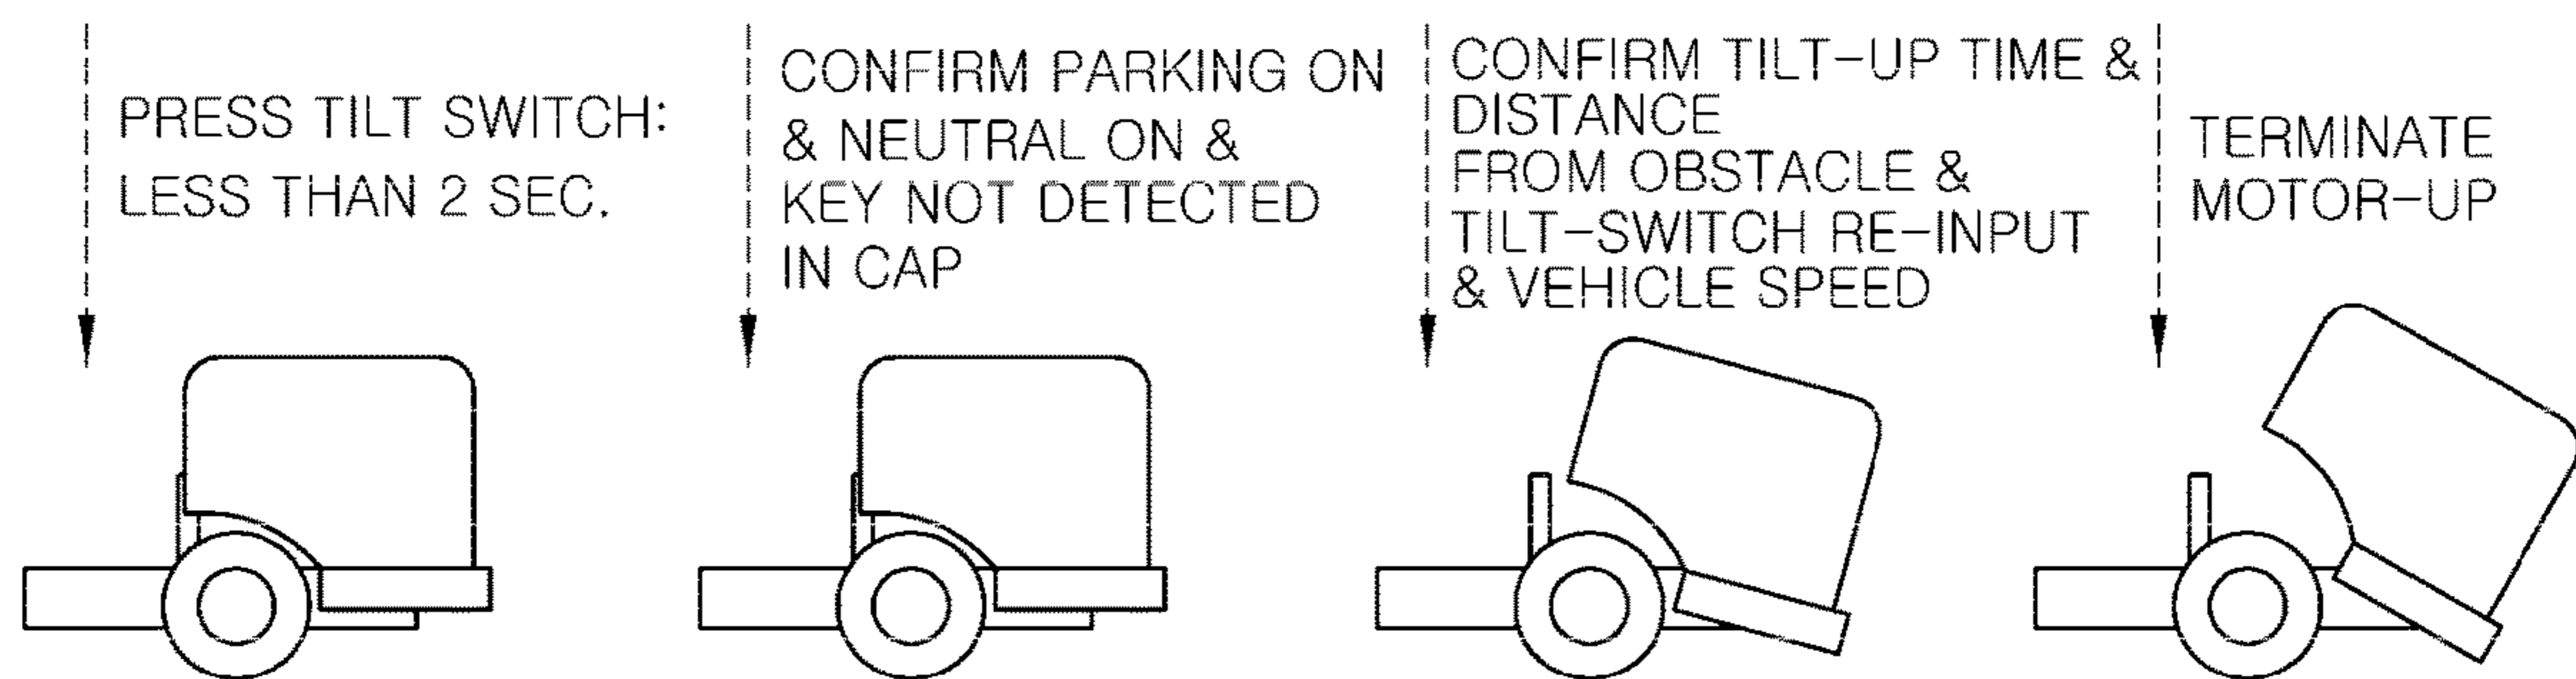 PRESS TILT SWITCH:
LESS THAN 2 SEC.
CONFIRM PARKING ON
& NEUTRAL ON &
KEY NOT DETECTED
IN CAP
CONFIRM TILT-UP TIME &
DISTANCE
FROM OBSTACLE &
TILT-SWITCH RE-INPUT
& VEHICLE SPEED
TERMINATE
MOTOR-UP